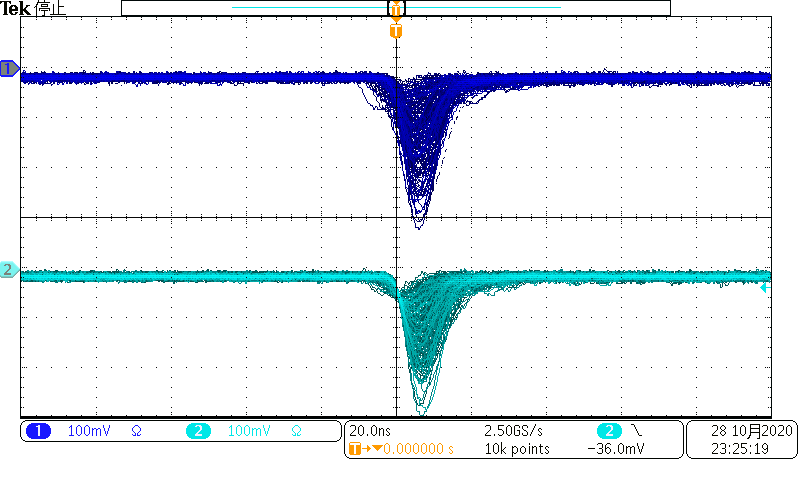 Tek 停止
T
T
1
2
1 100mV Ω 2 100mV Ω 20.0ns 2.50GS/s 2 28 10月2020
T→▼0.000000 s 10k points −36.0mV 23:25:19